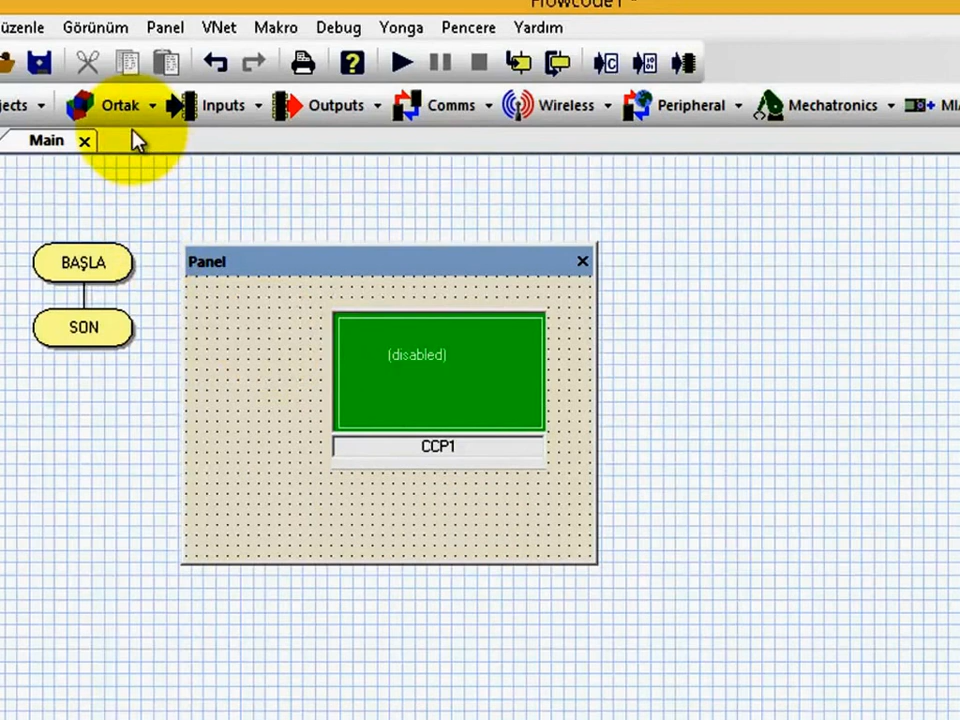 Flowcode1 *
üzenle Görünüm Panel VNet Makro Debug Yonga Pencere Yardım
jects Ortak Inputs Outputs Comms Wireless Peripheral Mechatronics MIA
Main
BAŞLA
SON
Panel
(disabled)
CCP1